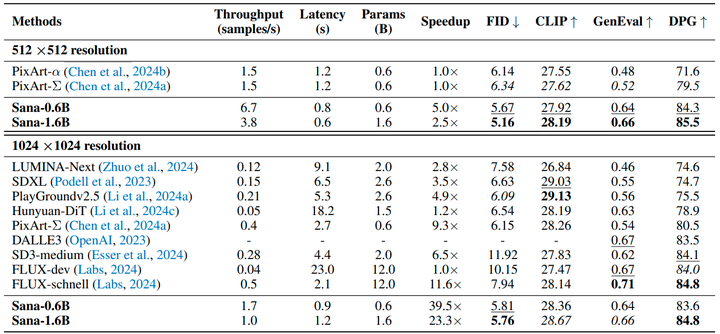 Methods Throughput (samples/s) Latency (s) Params (B) Speedup FID ↓ CLIP ↑ GenEval ↑ DPG ↑
512 × 512 resolution
PixArt-α (Chen et al., 2024b) 1.5 1.2 0.6 1.0× 6.14 27.55 0.48 71.6
PixArt-Σ (Chen et al., 2024a) 1.5 1.2 0.6 1.0× 6.34 27.62 0.52 79.5
Sana-0.6B 6.7 0.8 0.6 5.0× 5.67 27.92 0.64 84.3
Sana-1.6B 3.8 0.6 1.6 2.5× 5.16 28.19 0.66 85.5
1024 × 1024 resolution
LUMINA-Next (Zhuo et al., 2024) 0.12 9.1 2.0 2.8× 7.58 26.84 0.46 74.6
SDXL (Podell et al., 2023) 0.15 6.5 2.6 3.5× 6.63 29.03 0.55 74.7
PlayGroundv2.5 (Li et al., 2024a) 0.21 5.3 2.6 4.9× 6.09 29.13 0.56 75.5
Hunyuan-DiT (Li et al., 2024c) 0.05 18.2 1.5 1.2× 6.54 28.19 0.63 78.9
PixArt-Σ (Chen et al., 2024a) 0.4 2.7 0.6 9.3× 6.15 28.26 0.54 80.5
DALLE3 (OpenAI, 2023) - - - - - - 0.67 83.5
SD3-medium (Esser et al., 2024) 0.28 4.4 2.0 6.5× 11.92 27.83 0.62 84.1
FLUX-dev (Labs, 2024) 0.04 23.0 12.0 1.0× 10.15 27.47 0.67 84.0
FLUX-schnell (Labs, 2024) 0.5 2.1 12.0 11.6× 7.94 28.14 0.71 84.8
Sana-0.6B 1.7 0.9 0.6 39.5× 5.81 28.36 0.64 83.6
Sana-1.6B 1.0 1.2 1.6 23.3× 5.76 28.67 0.66 84.8